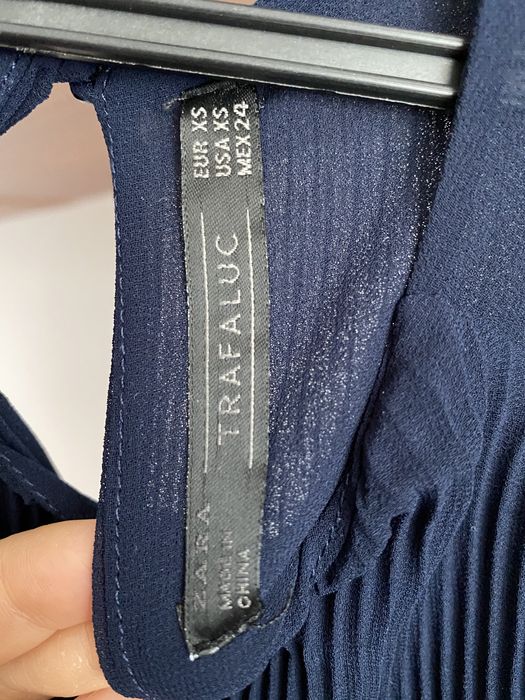 ZARA
MADE IN
CHINA
TRAFALUC
EUR XS
USA XS
MEX 24